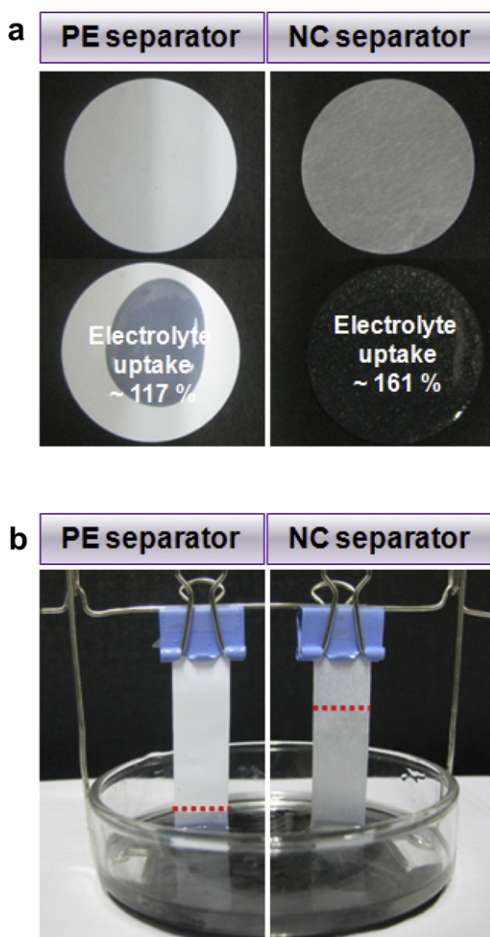 a
PE separator
NC separator
Electrolyte
uptake
~ 117 %
Electrolyte
uptake
~ 161 %
b
PE separator
NC separator